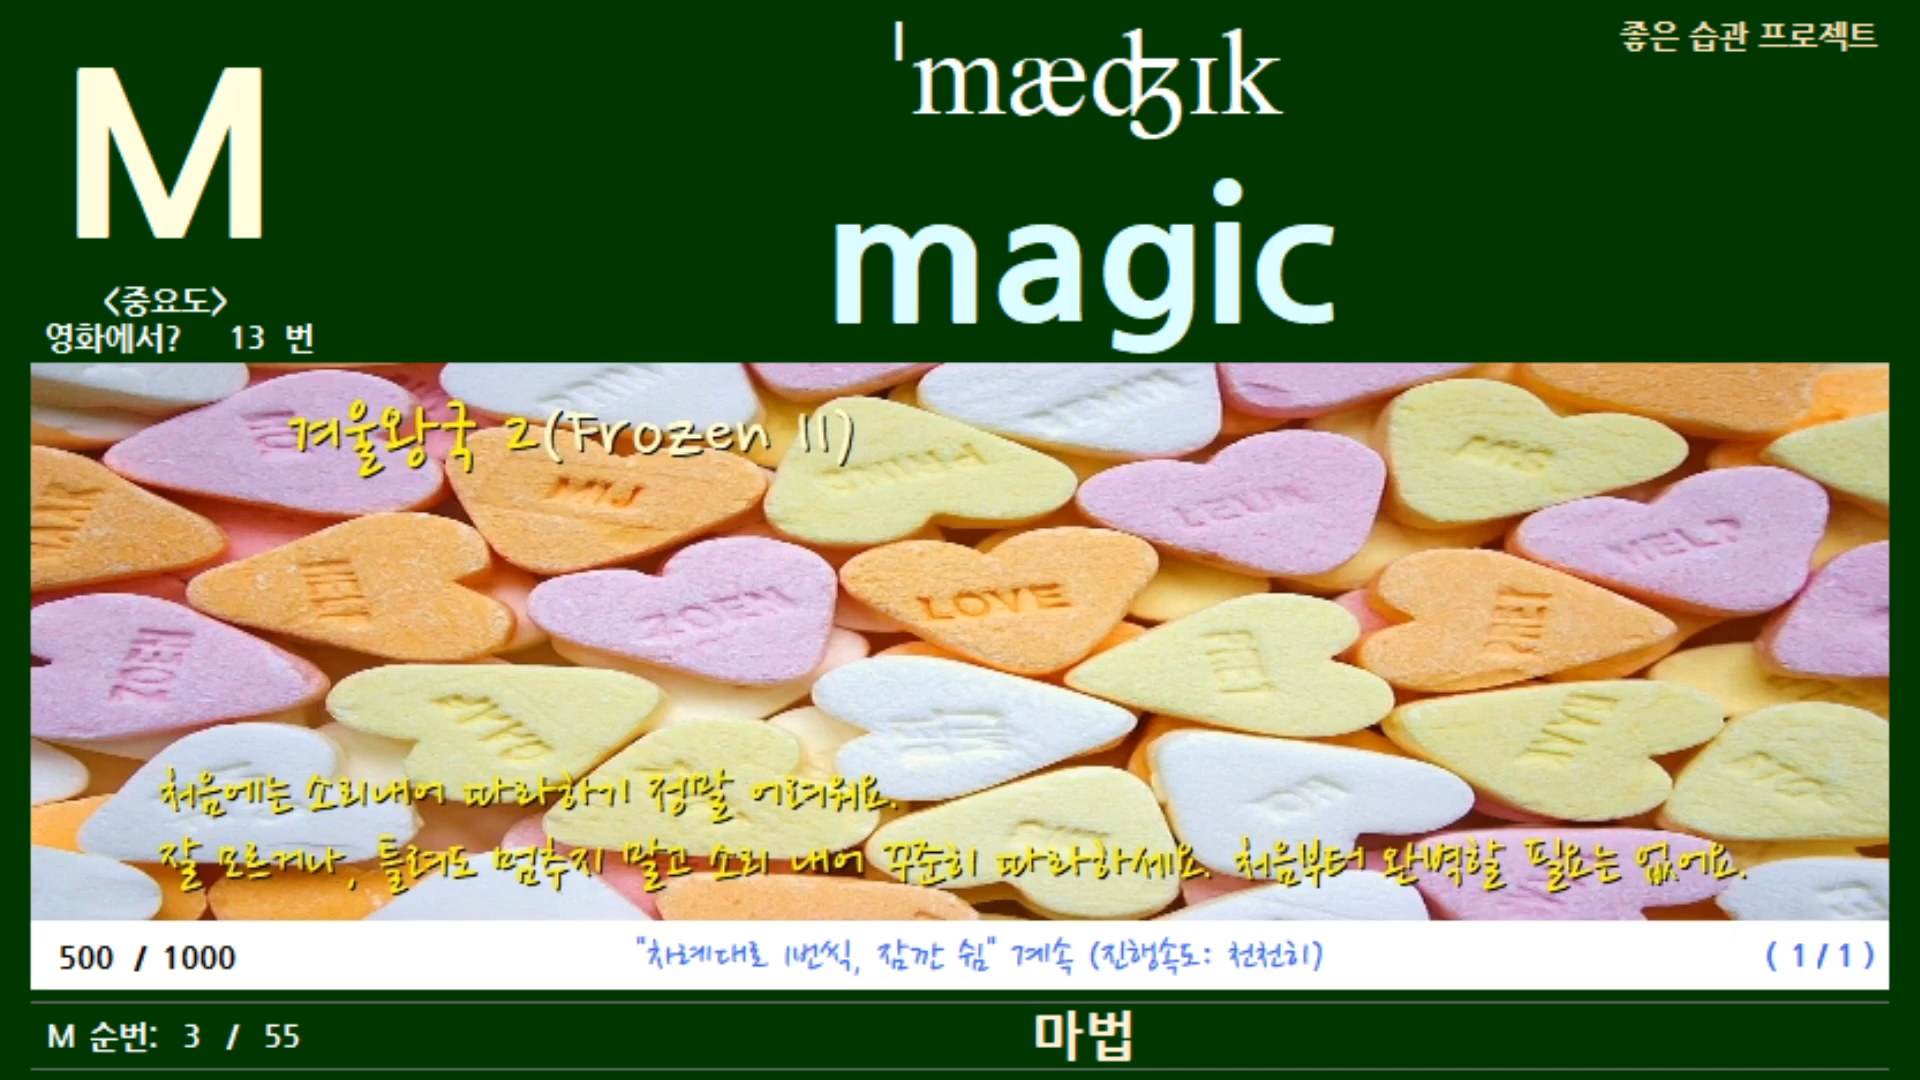 좋은 습관 프로젝트
M
ˈmæʤɪk
magic
<중요도>
영화에서? 13 번
겨울왕국 2(Frozen II)
MIJ
LEUK
HELP
ZOEN
LOVE
처음에는 소리내어 따라하기 정말 어려워요.
잘 모르거나, 틀려도 멈추지 말고 소리 내어 꾸준히 따라하세요. 처음부터 완벽할 필요는 없어요.
500 / 1000
"차례대로 1번씩, 잠깐 쉼" 계속 (진행속도: 천천히)
( 1 / 1 )
M 순번: 3 / 55
마법